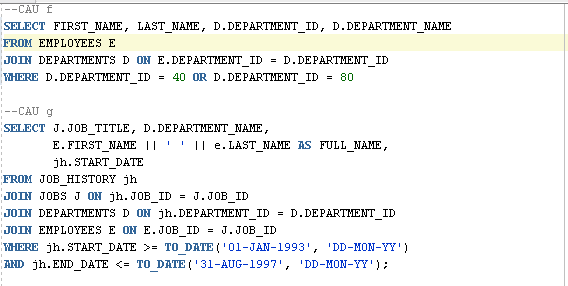 --CAU f
SELECT FIRST_NAME, LAST_NAME, D.DEPARTMENT_ID, D.DEPARTMENT_NAME
FROM EMPLOYEES E
JOIN DEPARTMENTS D ON E.DEPARTMENT_ID = D.DEPARTMENT_ID
WHERE D.DEPARTMENT_ID = 40 OR D.DEPARTMENT_ID = 80
--CAU g
SELECT J.JOB_TITLE, D.DEPARTMENT_NAME,
E.FIRST_NAME || ' ' || e.LAST_NAME AS FULL_NAME,
jh.START_DATE
FROM JOB_HISTORY jh
JOIN JOBS J ON jh.JOB_ID = J.JOB_ID
JOIN DEPARTMENTS D ON jh.DEPARTMENT_ID = D.DEPARTMENT_ID
JOIN EMPLOYEES E ON E.JOB_ID = J.JOB_ID
WHERE jh.START_DATE >= TO_DATE('01-JAN-1993', 'DD-MON-YY')
AND jh.END_DATE <= TO_DATE('31-AUG-1997', 'DD-MON-YY');